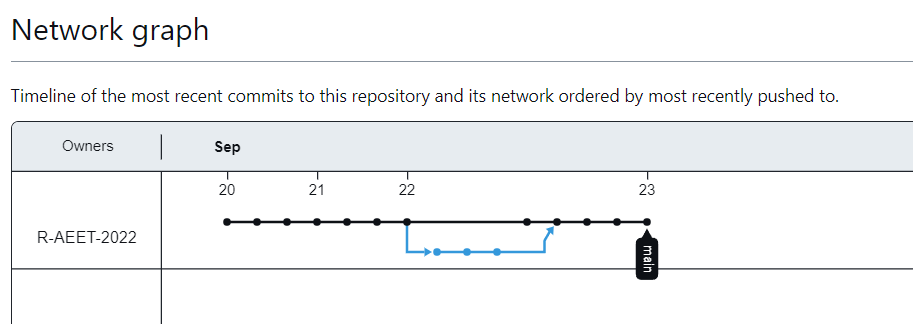 Network graph
Timeline of the most recent commits to this repository and its network ordered by most recently pushed to.
Owners Sep
20 21 22 23
R-AEET-2022
main